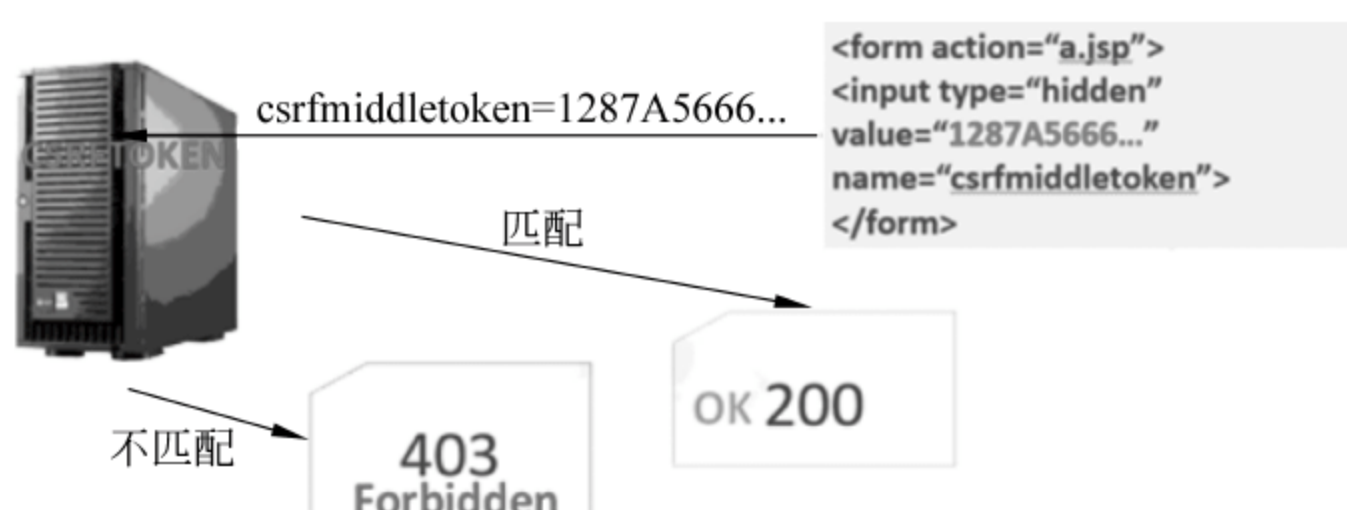 <form action=“a.jsp”>
<input type=“hidden”
value=“1287A5666...”
name=“csrfmiddletoken”>
</form>
csrfmiddletoken=1287A5666...
CSRFTOKEN
匹配
OK 200
不匹配
403
Forbidden